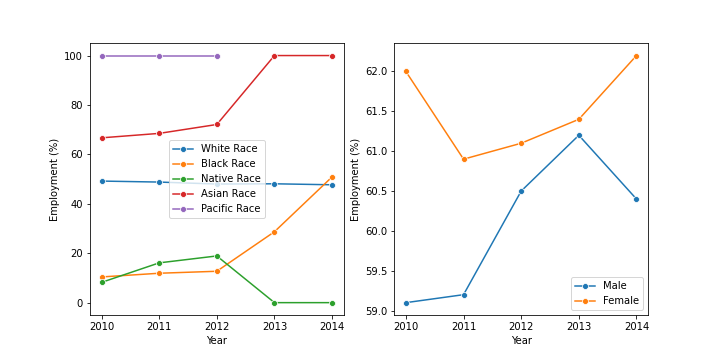 100
80
60
40
20
0
Employment (%)
2010 2011 2012 2013 2014
Year
White Race
Black Race
Native Race
Asian Race
Pacific Race
62.0
61.5
61.0
60.5
60.0
59.5
59.0
Employment (%)
2010 2011 2012 2013 2014
Year
Male
Female